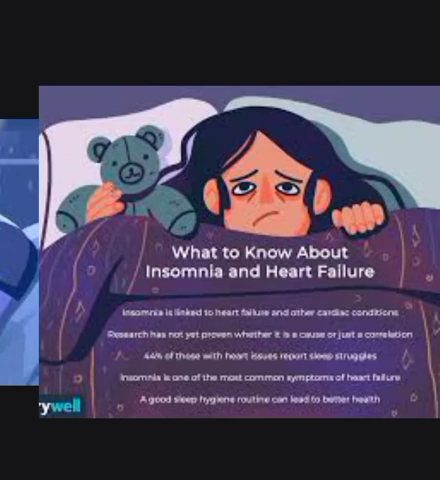 What to Know About
Insomnia and Heart Failure
Insomnia is linked to heart failure and other cardiac conditions
Research has not yet proven whether it is a cause or just a correlation
44% of those with heart issues report sleep struggles
Insomnia is one of the most common symptoms of heart failure
A good sleep hygiene routine can lead to better health
rywell